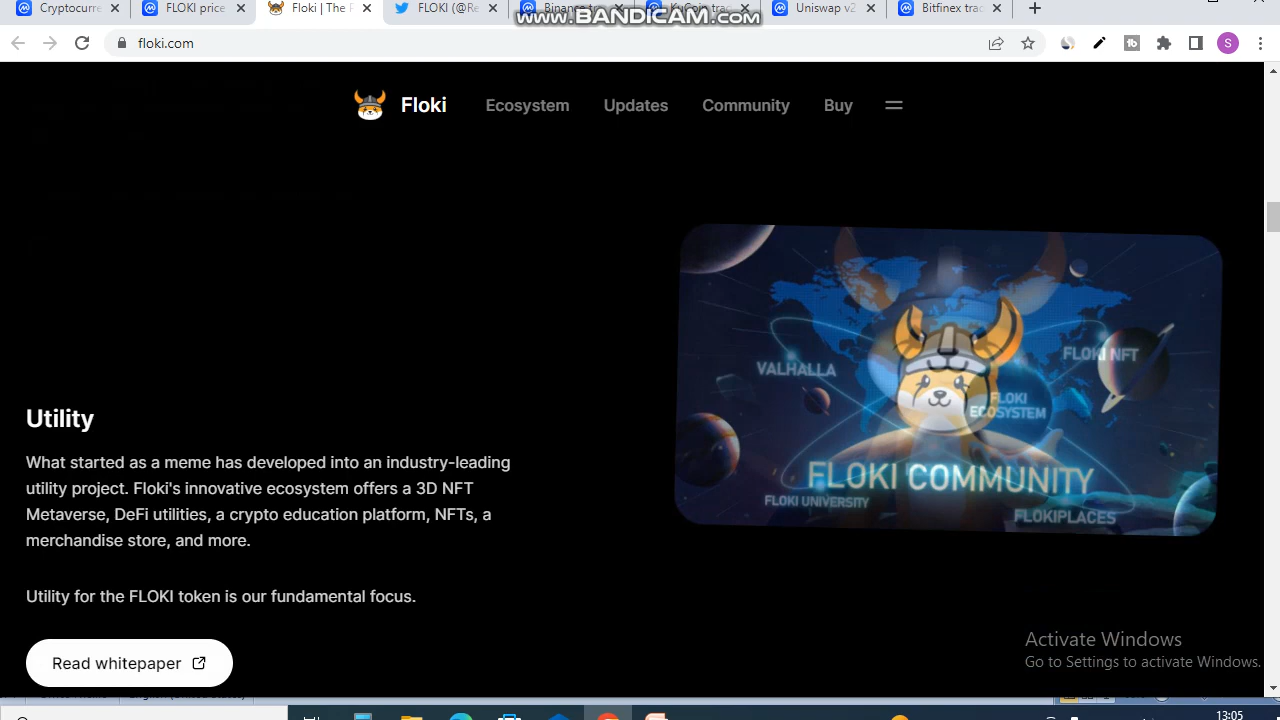 Cryptocurre
FLOKI price
Floki | The F
FLOKI (@Re
Binance tra
KuCoin trac
Uniswap v2
Bitfinex trac
www.BANDICAM.com
floki.com
S
Floki
Ecosystem
Updates
Community
Buy
VALHALLA
FLOKI NFT
FLOKI
ECOSYSTEM
FLOKI COMMUNITY
FLOKI UNIVERSITY
FLOKIPLACES
Utility
What started as a meme has developed into an industry-leading
utility project. Floki's innovative ecosystem offers a 3D NFT
Metaverse, DeFi utilities, a crypto education platform, NFTs, a
merchandise store, and more.
Utility for the FLOKI token is our fundamental focus.
Read whitepaper
Activate Windows
Go to Settings to activate Windows.
13:05